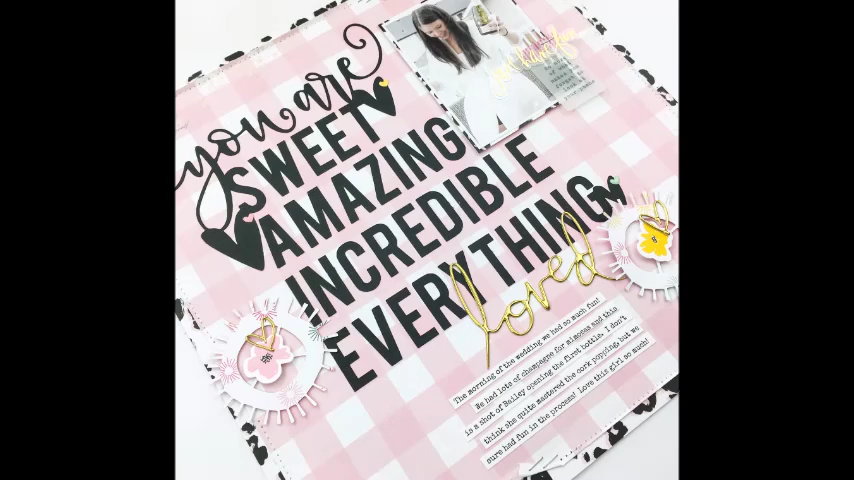 you are
SWEET
AMAZING
INCREDIBLE
EVERYTHING
loved
The morning of the wedding we had so much fun!
We had lots of champagne for mimosas and this
is a shot of Bailey opening the first bottle. I don't
think she quite mastered the cork popping, but we
sure had fun in the process! Love this girl so much!